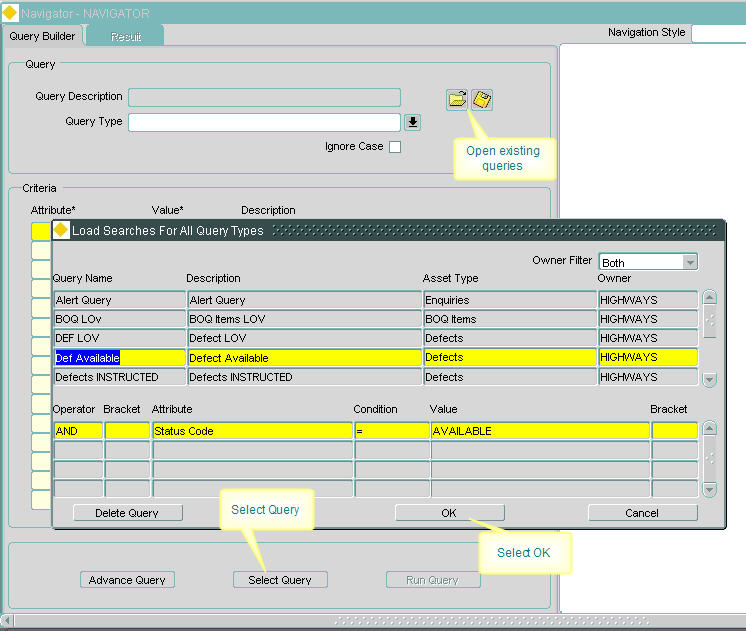 Navigator - NAVIGATOR
Query Builder Result Navigation Style
Query
Query Description
Query Type
Ignore Case
Open existing
queries
Criteria
Attribute* Value* Description
Load Searches For All Query Types
Owner Filter Both
Query Name Description Asset Type Owner
Alert Query Alert Query Enquiries HIGHWAYS
BOQ LOv BOQ Items LOV BOQ Items HIGHWAYS
DEF LOV Defect LOV Defects HIGHWAYS
Def Available Defect Available Defects HIGHWAYS
Defects INSTRUCTED Defects INSTRUCTED Defects HIGHWAYS
Operator Bracket Attribute Condition Value Bracket
AND Status Code = AVAILABLE
Delete Query OK Cancel
Select Query
Select OK
Advance Query Select Query Run Query